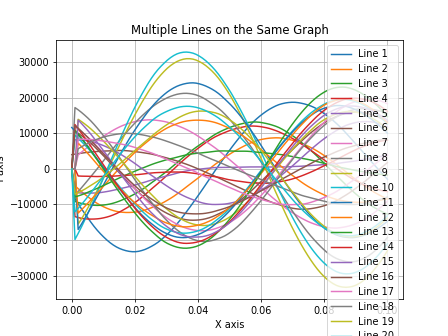 Multiple Lines on the Same Graph
30000
20000
10000
0
−10000
−20000
−30000
0.00
0.02
0.04
0.06
X axis
Line 1
Line 2
Line 3
Line 4
Line 6
Line 7
Line 8
Line 9
Line 10
Line 11
Line 12
Line 13
Line 14
Line 15
Line 16
Line 17
Line 18
Line 19
Line 20